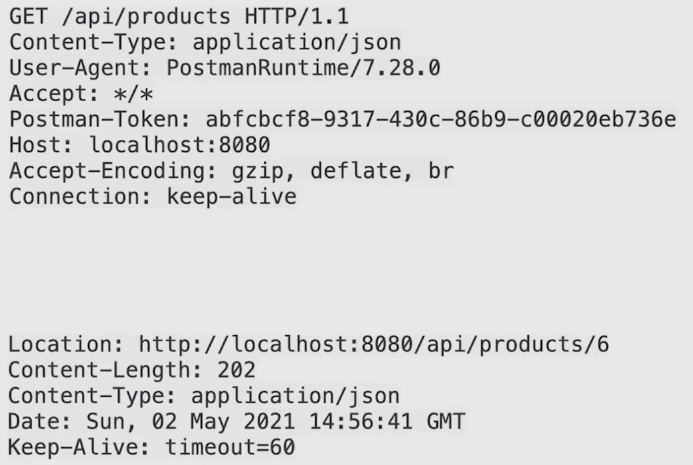 GET /api/products HTTP/1.1
Content-Type: application/json
User-Agent: PostmanRuntime/7.28.0
Accept: */*
Postman-Token: abfcbcf8-9317-430c-86b9-c00020eb736e
Host: localhost:8080
Accept-Encoding: gzip, deflate, br
Connection: keep-alive
Location: http://localhost:8080/api/products/6
Content-Length: 202
Content-Type: application/json
Date: Sun, 02 May 2021 14:56:41 GMT
Keep-Alive: timeout=60